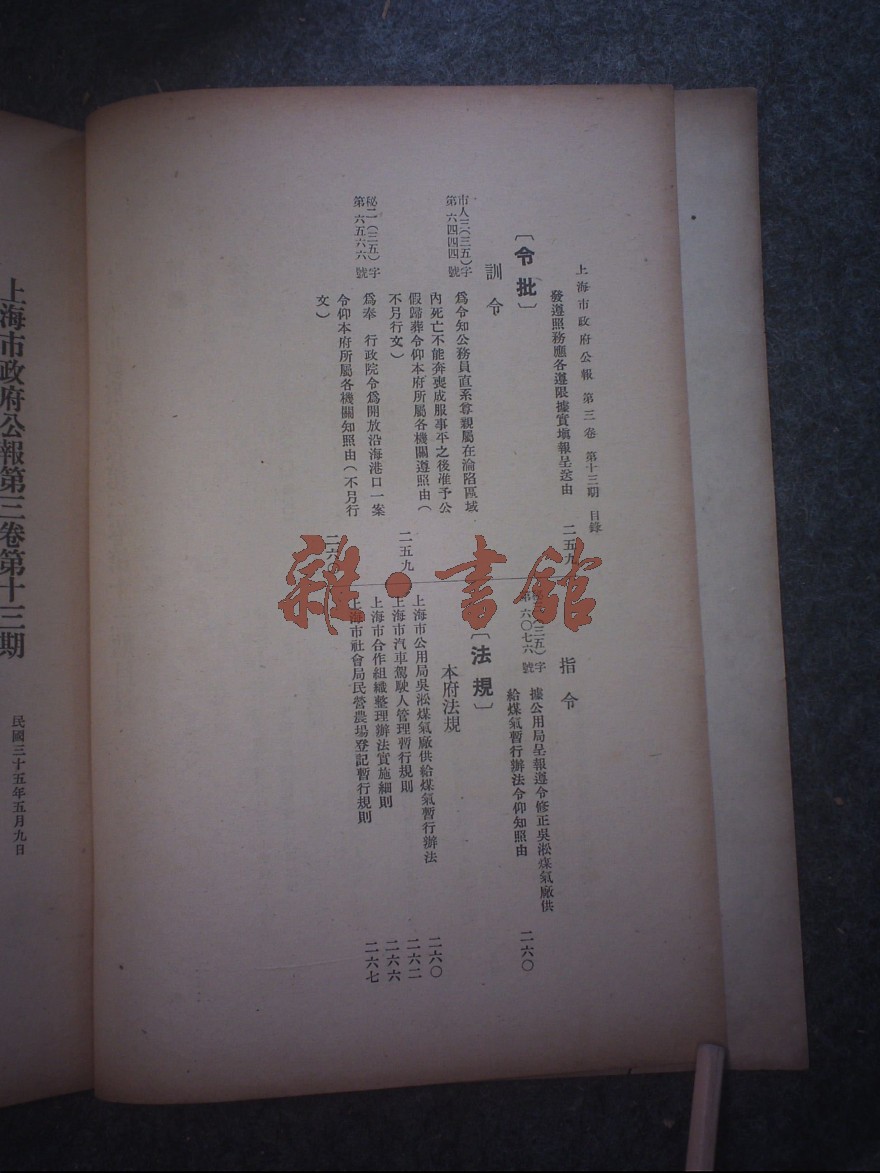 上海市政府公報 第三卷 第十三期 目錄
發遵照務應各遵限據實塡報呈送由 二五九
〔令批〕
訓令
市人三(三五)字
第六四四四號
爲令知公務員直系尊親屬在淪陷區域
內死亡不能奔喪成服事平之後准予公
假歸葬令仰本府所屬各機關遵照由(
不另行文) 二五九
秘二(三五)字
第六五六六號
爲奉 行政院令爲開放沿海港口一案
令仰本府所屬各機關知照由(不另行
文) 二六
指令
(三五)字
第六〇七六號
據公用局呈報遵令修正吳淞煤氣廠供
給煤氣暫行辦法令仰知照由 二六〇
〔法規〕
本府法規
上海市公用局吳淞煤氣廠供給煤氣暫行辦法 二六〇
上海市汽車駕駛人管理暫行規則 二六二
上海市合作組織整理辦法實施細則 二六六
上海市社會局民營農場登記暫行規則 二六七
上海市政府公報第三卷第十三期
民國三十五年五月九日
雜·書館